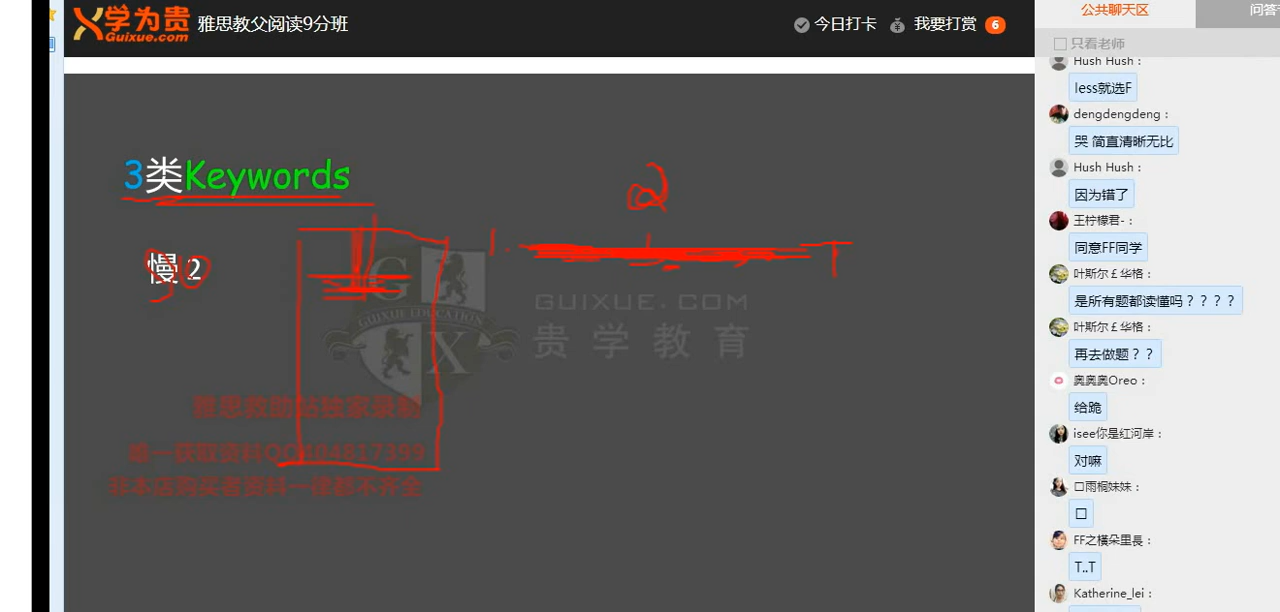 学为贵
Guixue.com
雅思教父阅读9分班
今日打卡
我要打赏
6
公共聊天区
问答
只看老师
Hush Hush：
less就选F
dengdengdeng：
哭 简直清晰无比
Hush Hush：
因为错了
王柠檬君-：
同意FF同学
叶斯尔￡华格：
是所有题都读懂吗？？？？
叶斯尔￡华格：
再去做题？？
奥奥奥Oreo：
给跪
isee你是红河岸：
对嘛
口雨桐妹妹：
口
FF之橫朵里長：
T..T
Katherine_lei：
3类Keywords
慢 2
90
2
1.
T
G
GUIXUE EDUCATION
X
GUIXUE.COM
贵学教育
雅思救助站独家录制
唯一获取资料QQ404817399
非本店购买者资料一律都不齐全